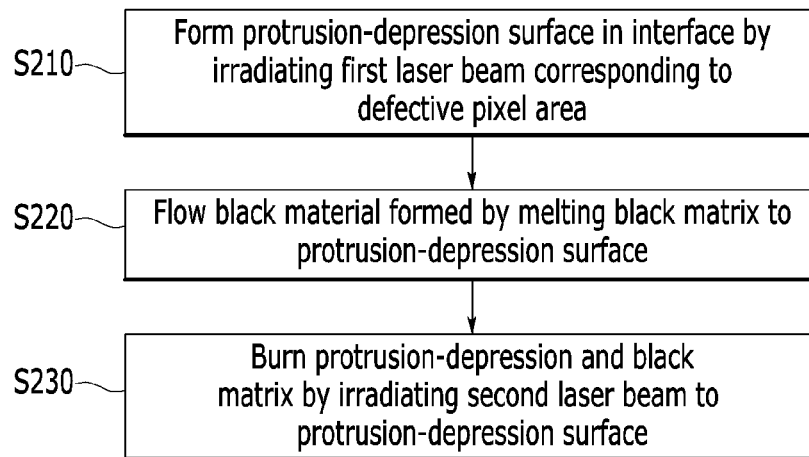 S210
Form protrusion-depression surface in interface by
irradiating first laser beam corresponding to
defective pixel area
S220
Flow black material formed by melting black matrix to
protrusion-depression surface
S230
Burn protrusion-depression and black
matrix by irradiating second laser beam to
protrusion-depression surface